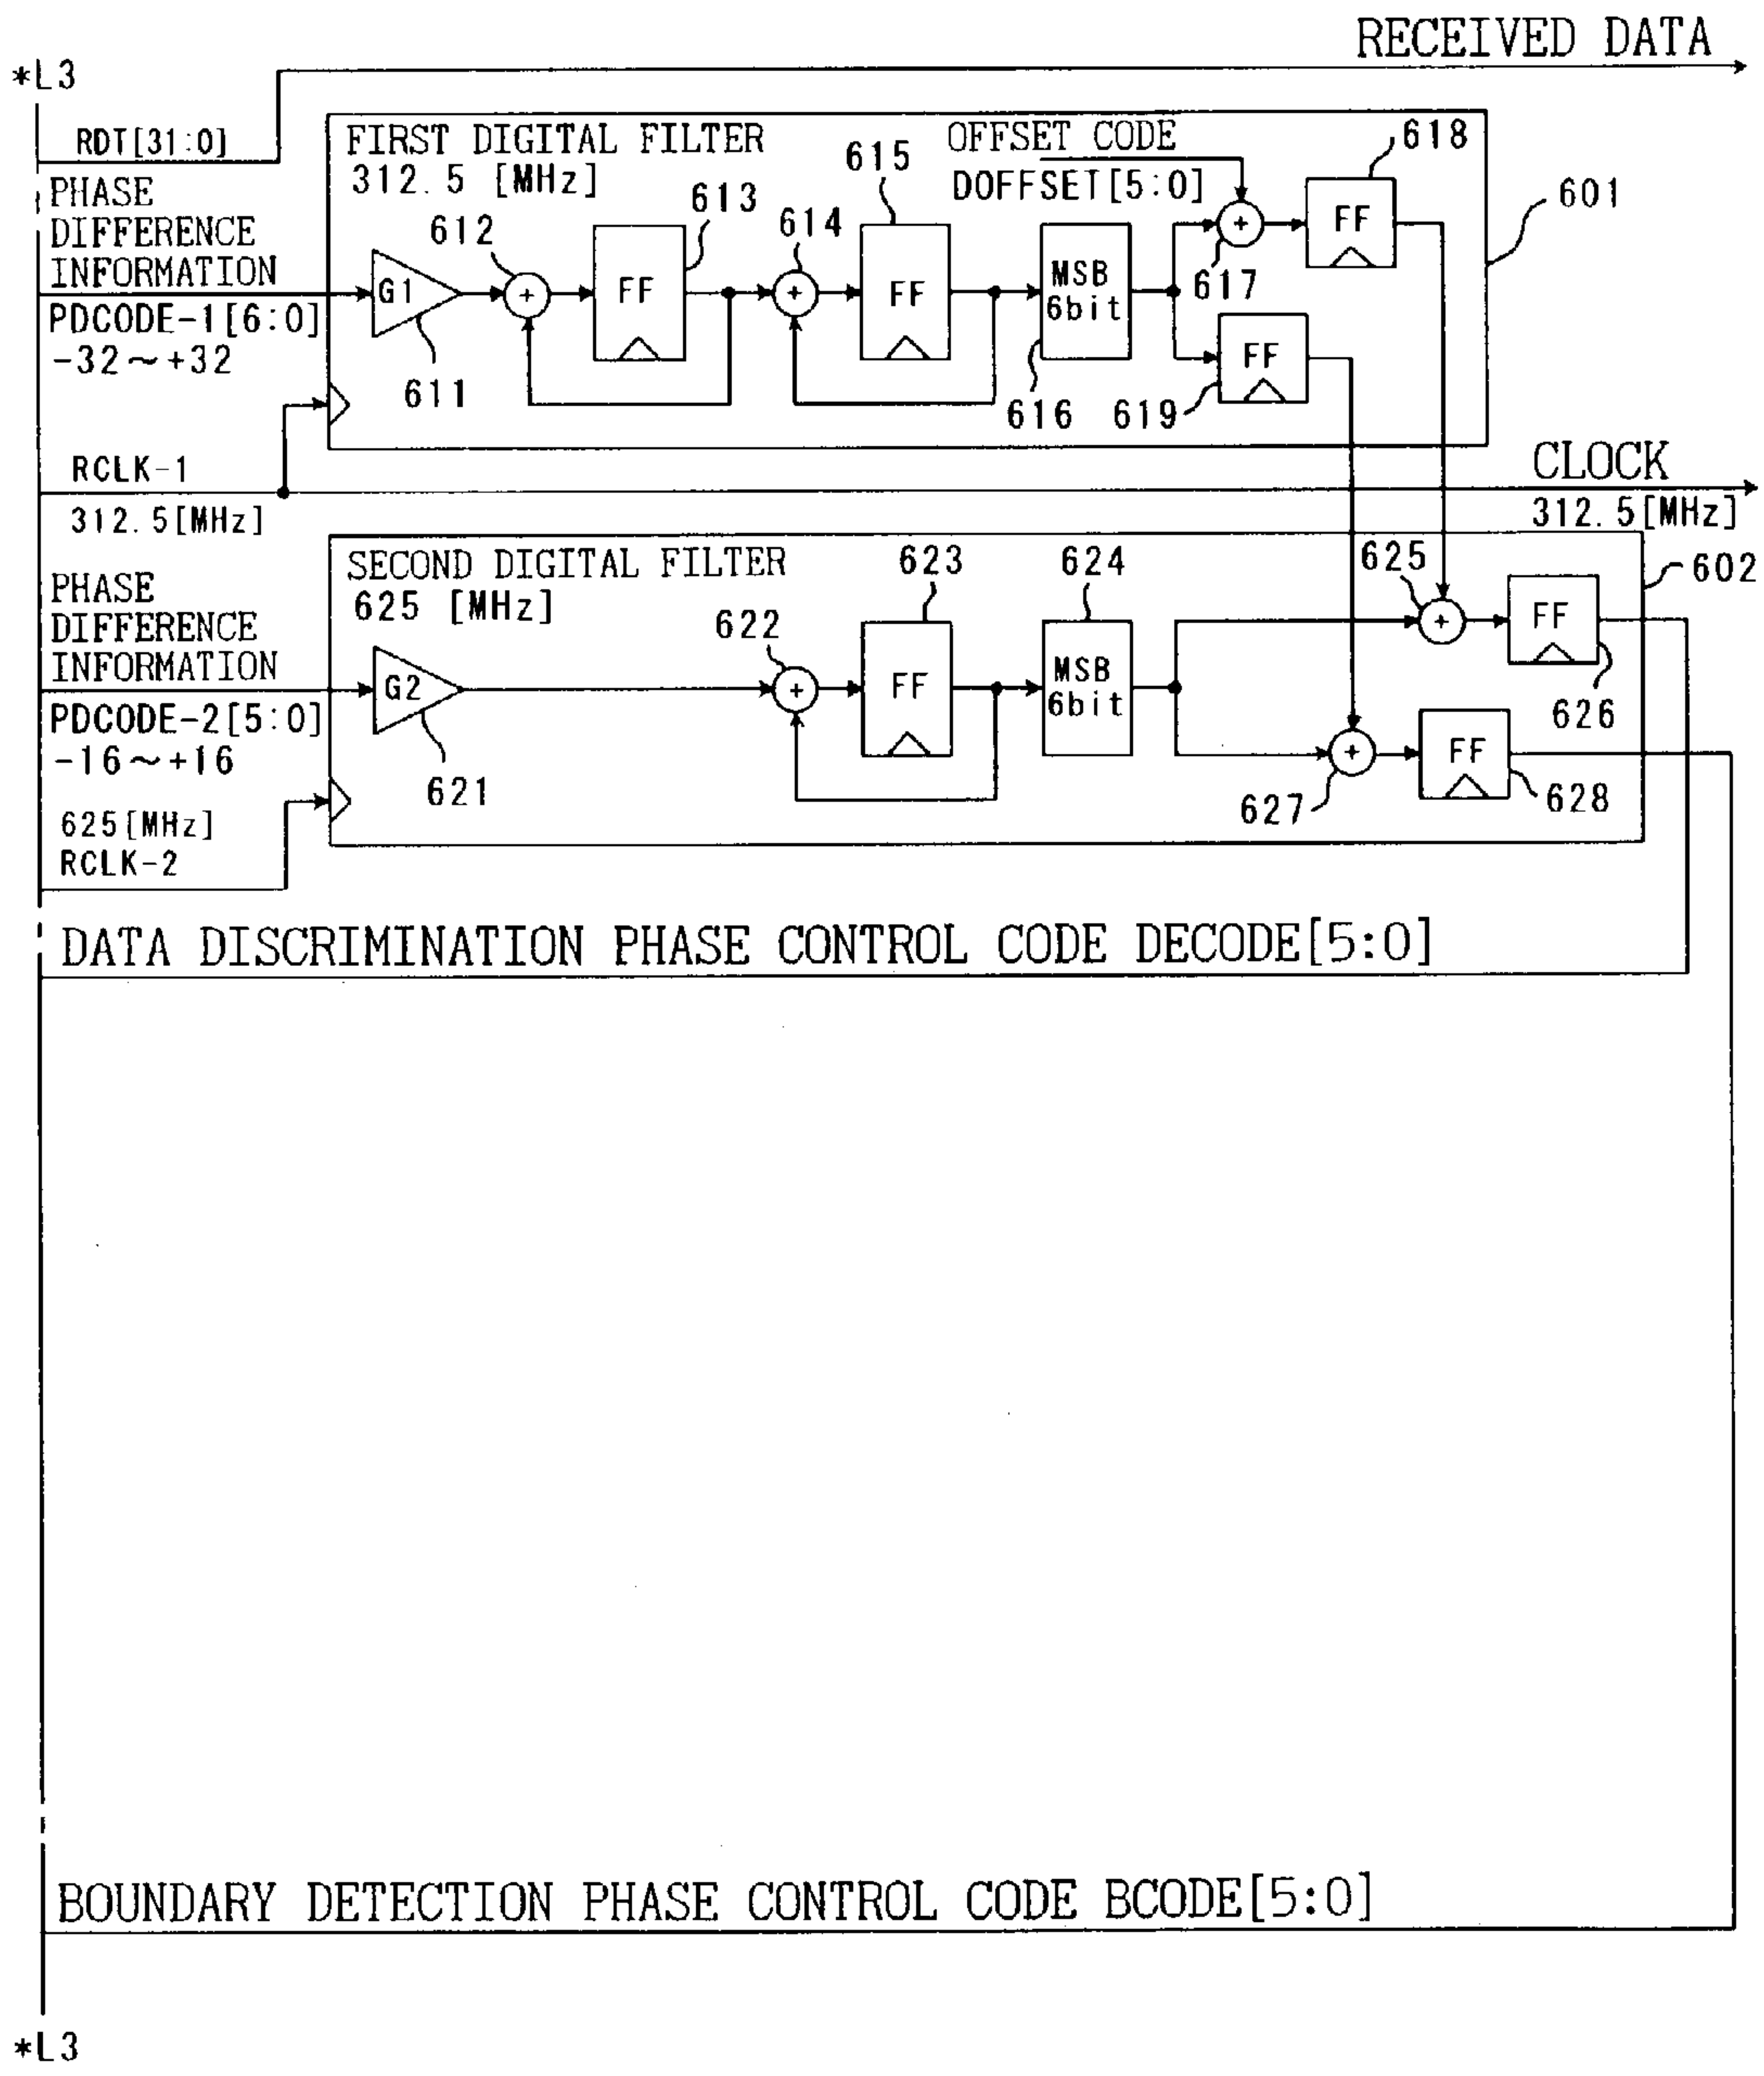 RECEIVED DATA
*L3
RDT[31:0]
FIRST DIGITAL FILTER
312.5 [MHz]
OFFSET CODE
DOFFSET[5:0]
618
615
601
PHASE
DIFFERENCE
INFORMATION
PDCODE-1[6:0]
-32~+32
612
613
614
G1
+
FF
+
FF
MSB
6bit
+
FF
617
FF
611
616
619
RCLK-1
312.5[MHz]
CLOCK
312.5[MHz]
SECOND DIGITAL FILTER
625 [MHz]
623
624
625
602
PHASE
DIFFERENCE
INFORMATION
PDCODE-2[5:0]
-16~+16
622
G2
+
FF
MSB
6bit
+
FF
626
+
FF
621
627
628
625[MHz]
RCLK-2
DATA DISCRIMINATION PHASE CONTROL CODE DECODE[5:0]
BOUNDARY DETECTION PHASE CONTROL CODE BCODE[5:0]
*L3